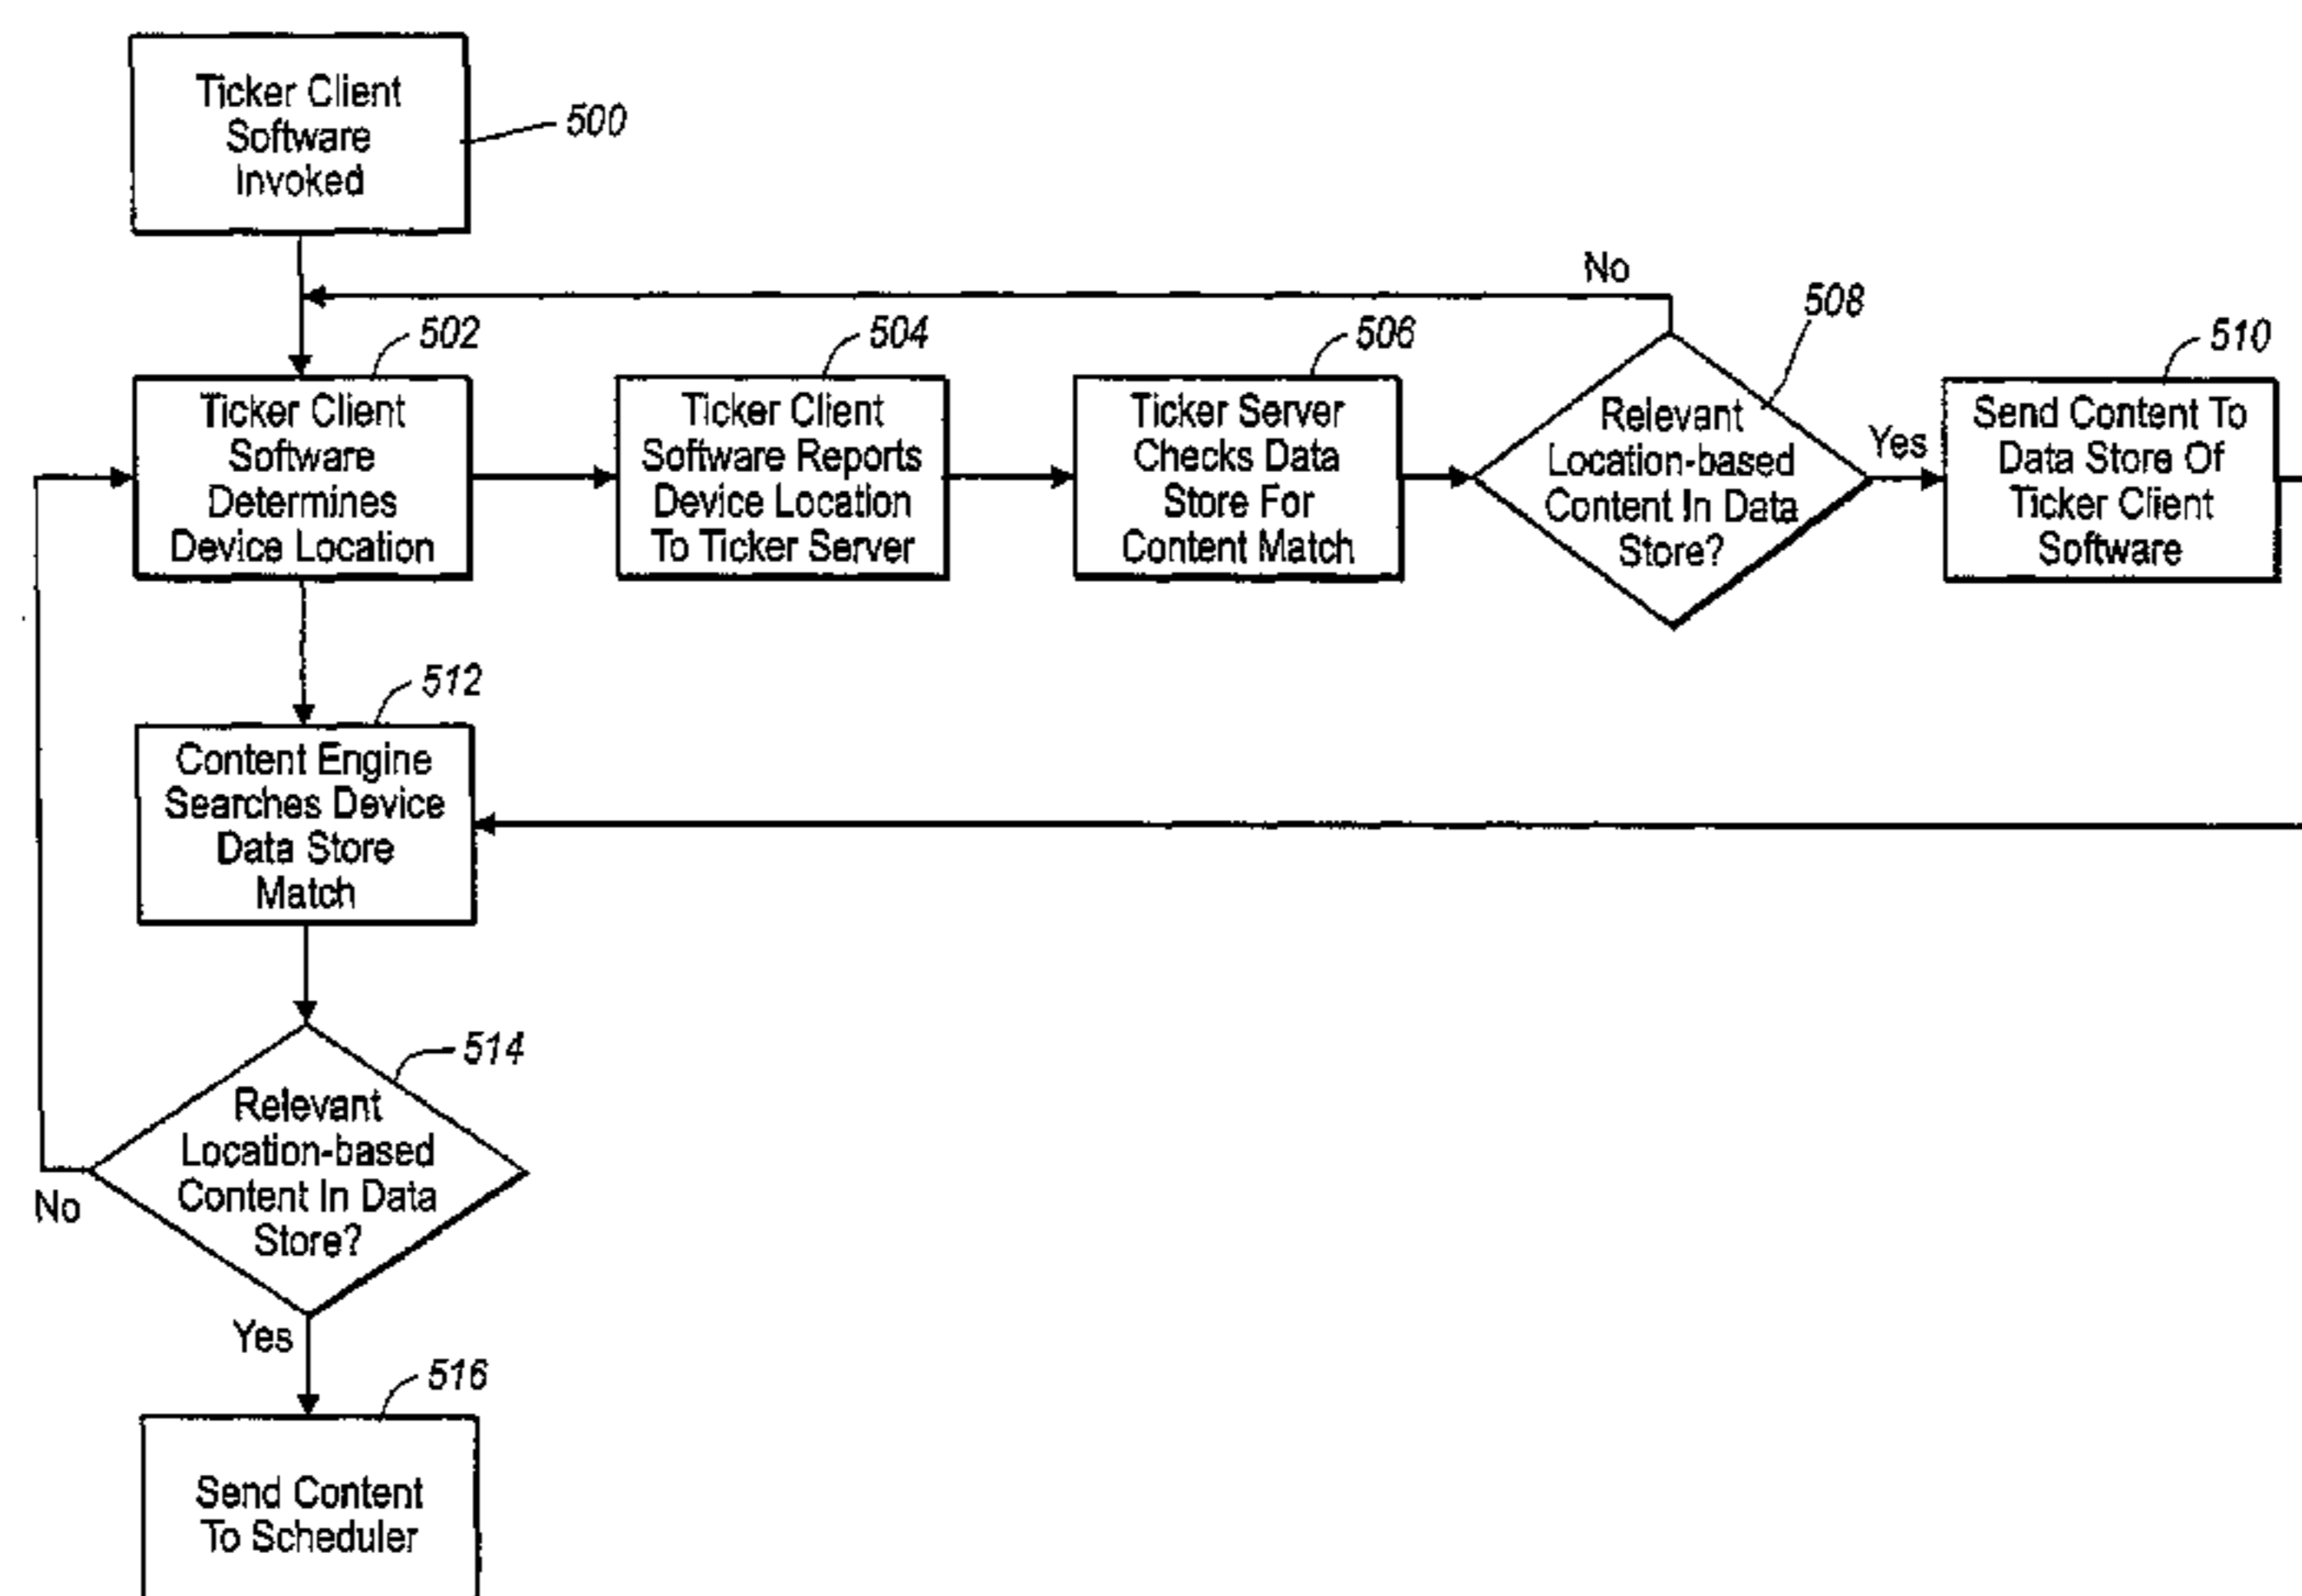 Ticker Client
Software
Invoked
500
No
502
504
506
508
510
Ticker Client
Software
Determines
Device Location
Ticker Client
Software Reports
Device Location
To Ticker Server
Ticker Server
Checks Data
Store For
Content Match
Relevant
Location-based
Content In Data
Store?
Yes
Send Content To
Data Store Of
Ticker Client
Software
512
Content Engine
Searches Device
Data Store
Match
514
Relevant
Location-based
Content In Data
Store?
No
Yes
516
Send Content
To Scheduler